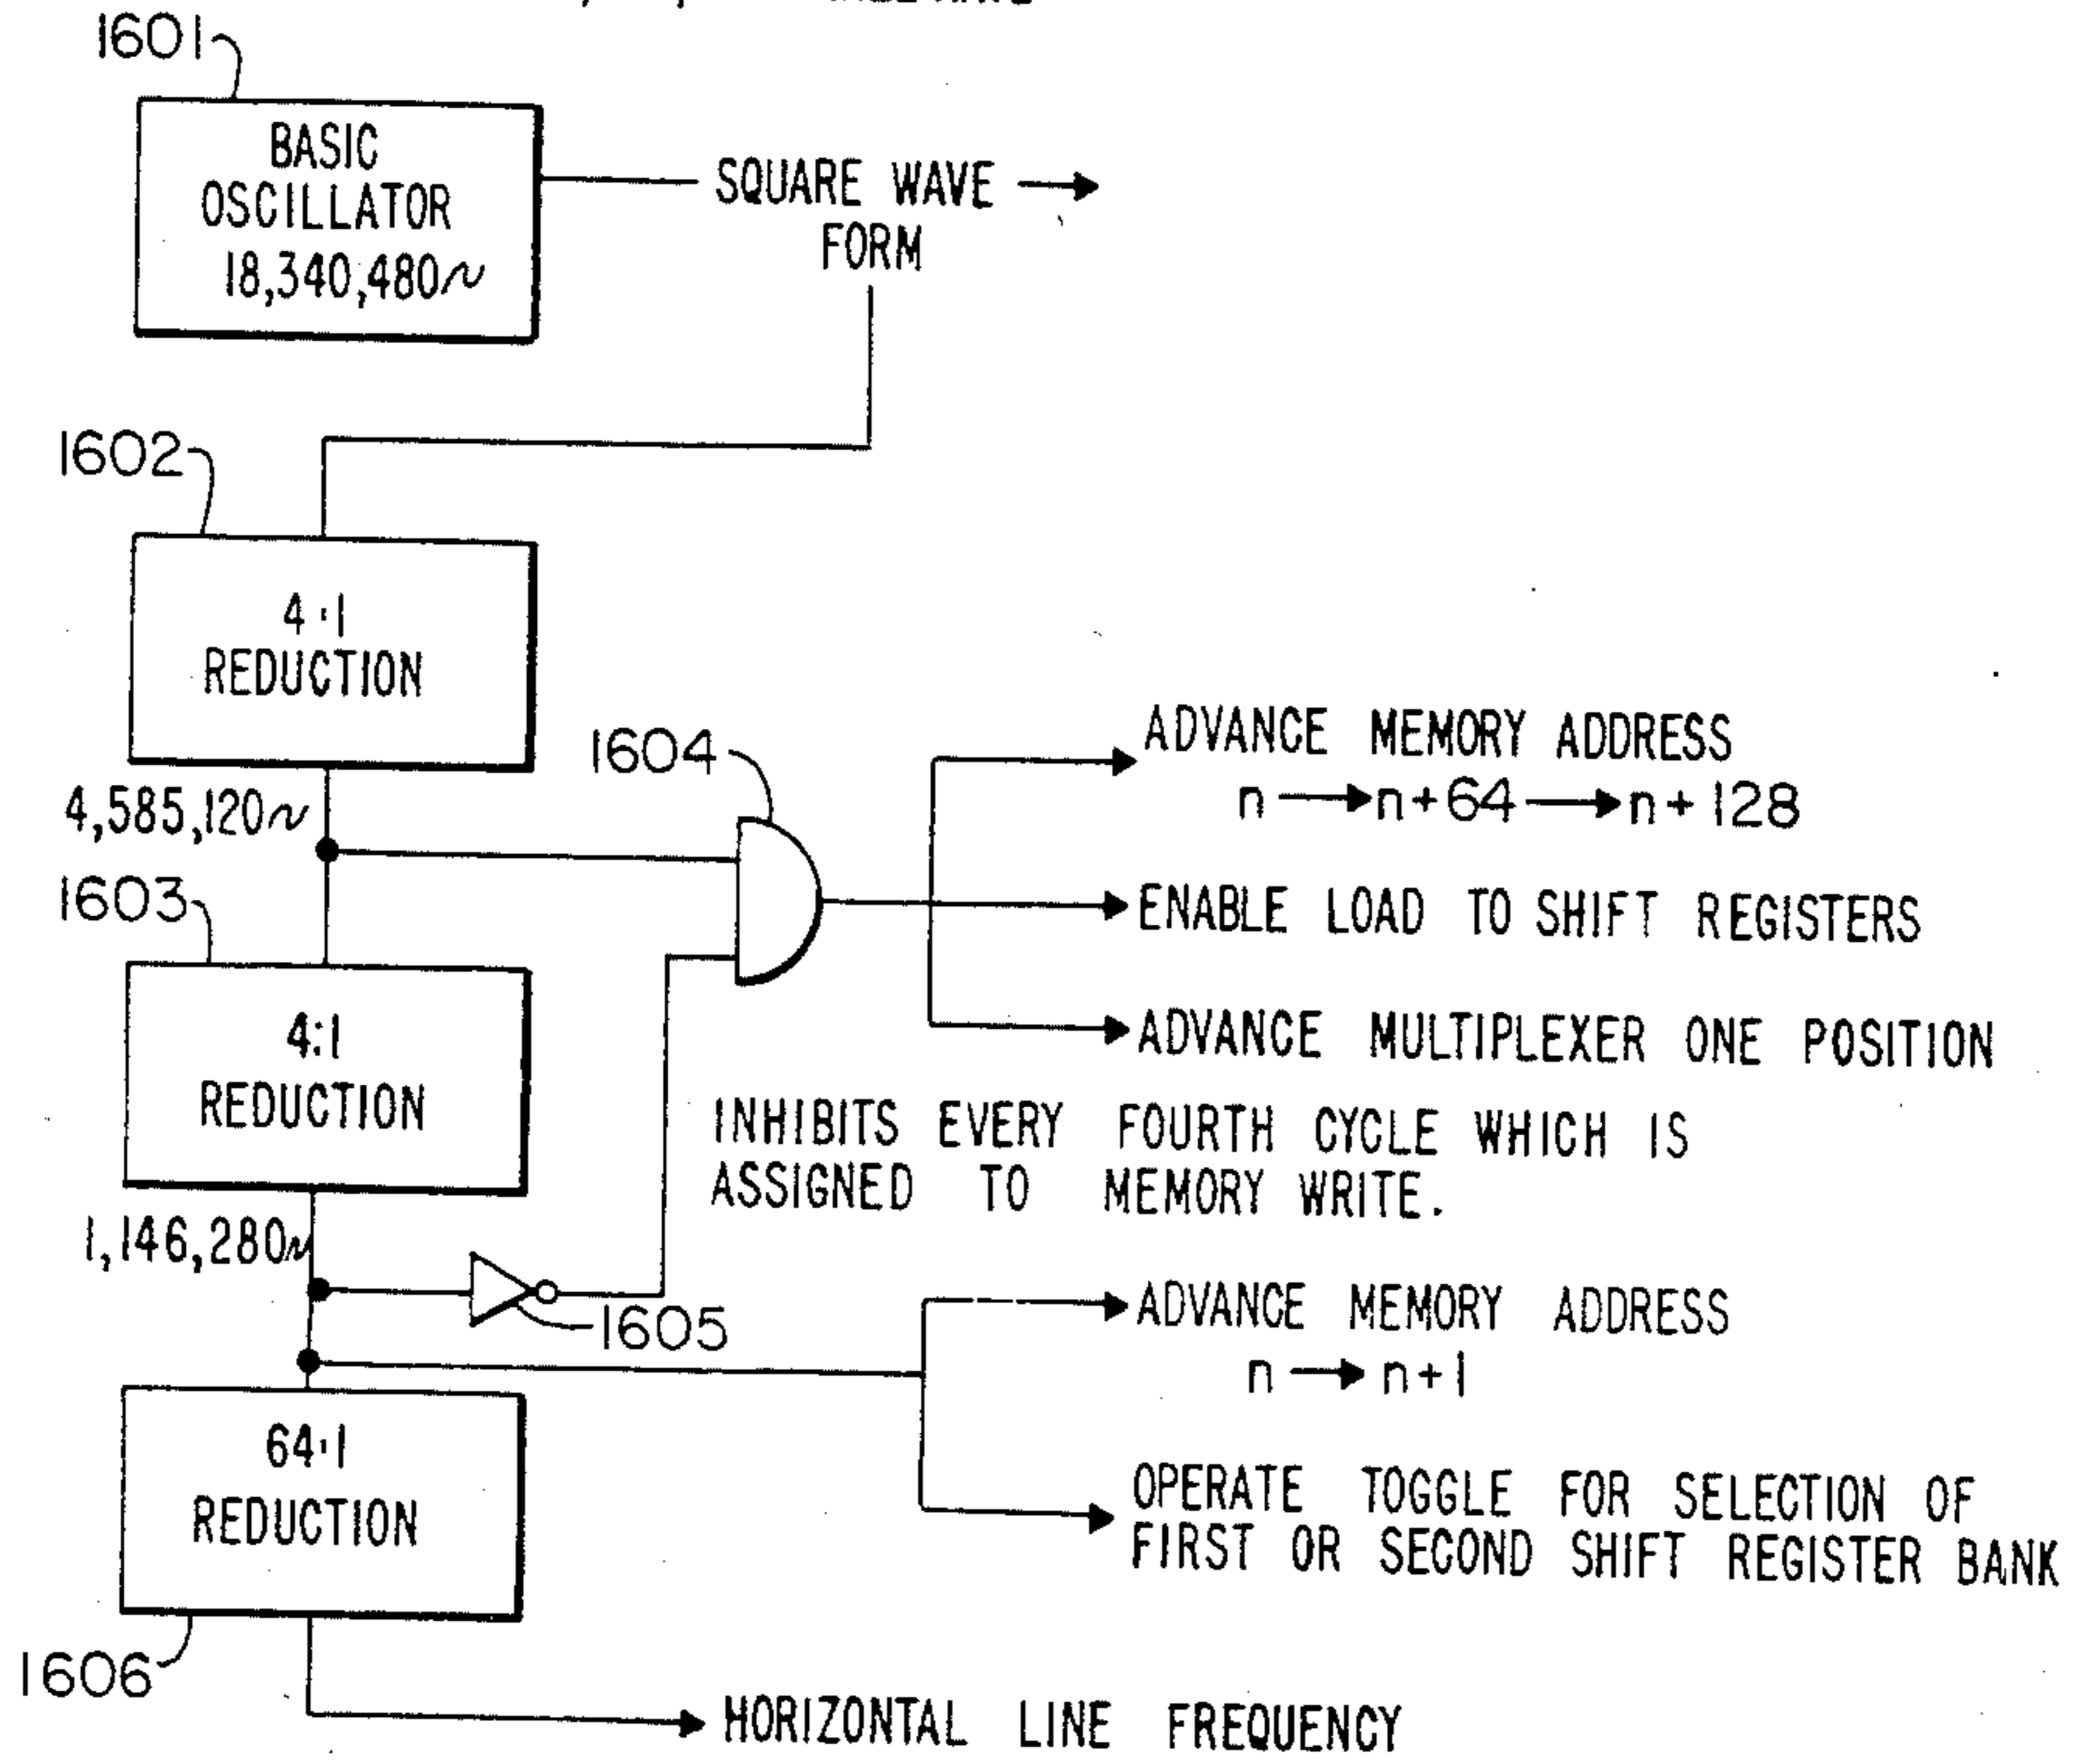 1601
BASIC
OSCILLATOR
18,340,480~
SQUARE WAVE
FORM
1602
4:1
REDUCTION
4,585,120~
1604
ADVANCE MEMORY ADDRESS
n → n+64 → n+128
1603
ENABLE LOAD TO SHIFT REGISTERS
4:1
REDUCTION
ADVANCE MULTIPLEXER ONE POSITION
INHIBITS EVERY FOURTH CYCLE WHICH IS
ASSIGNED TO MEMORY WRITE.
1,146,280~
1605
ADVANCE MEMORY ADDRESS
n → n+1
64:1
REDUCTION
OPERATE TOGGLE FOR SELECTION OF
FIRST OR SECOND SHIFT REGISTER BANK
1606
HORIZONTAL LINE FREQUENCY